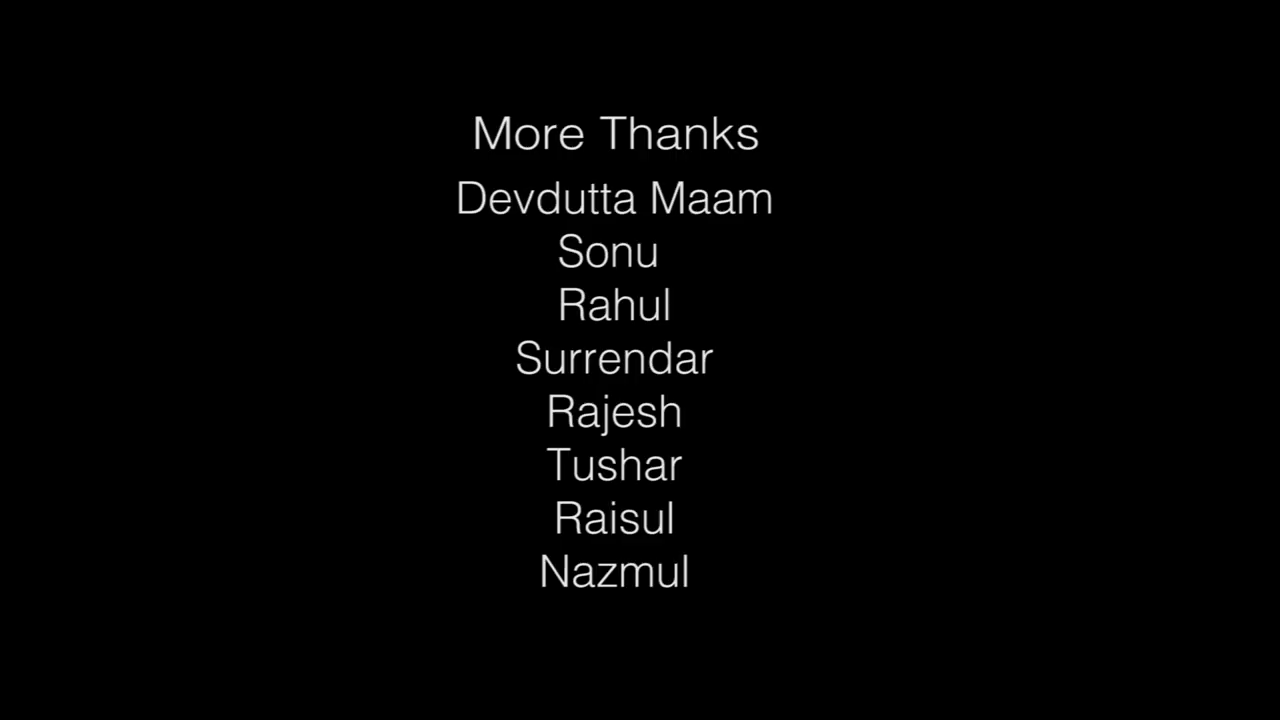 More Thanks
Devdutta Maam
Sonu
Rahul
Surrendar
Rajesh
Tushar
Raisul
Nazmul